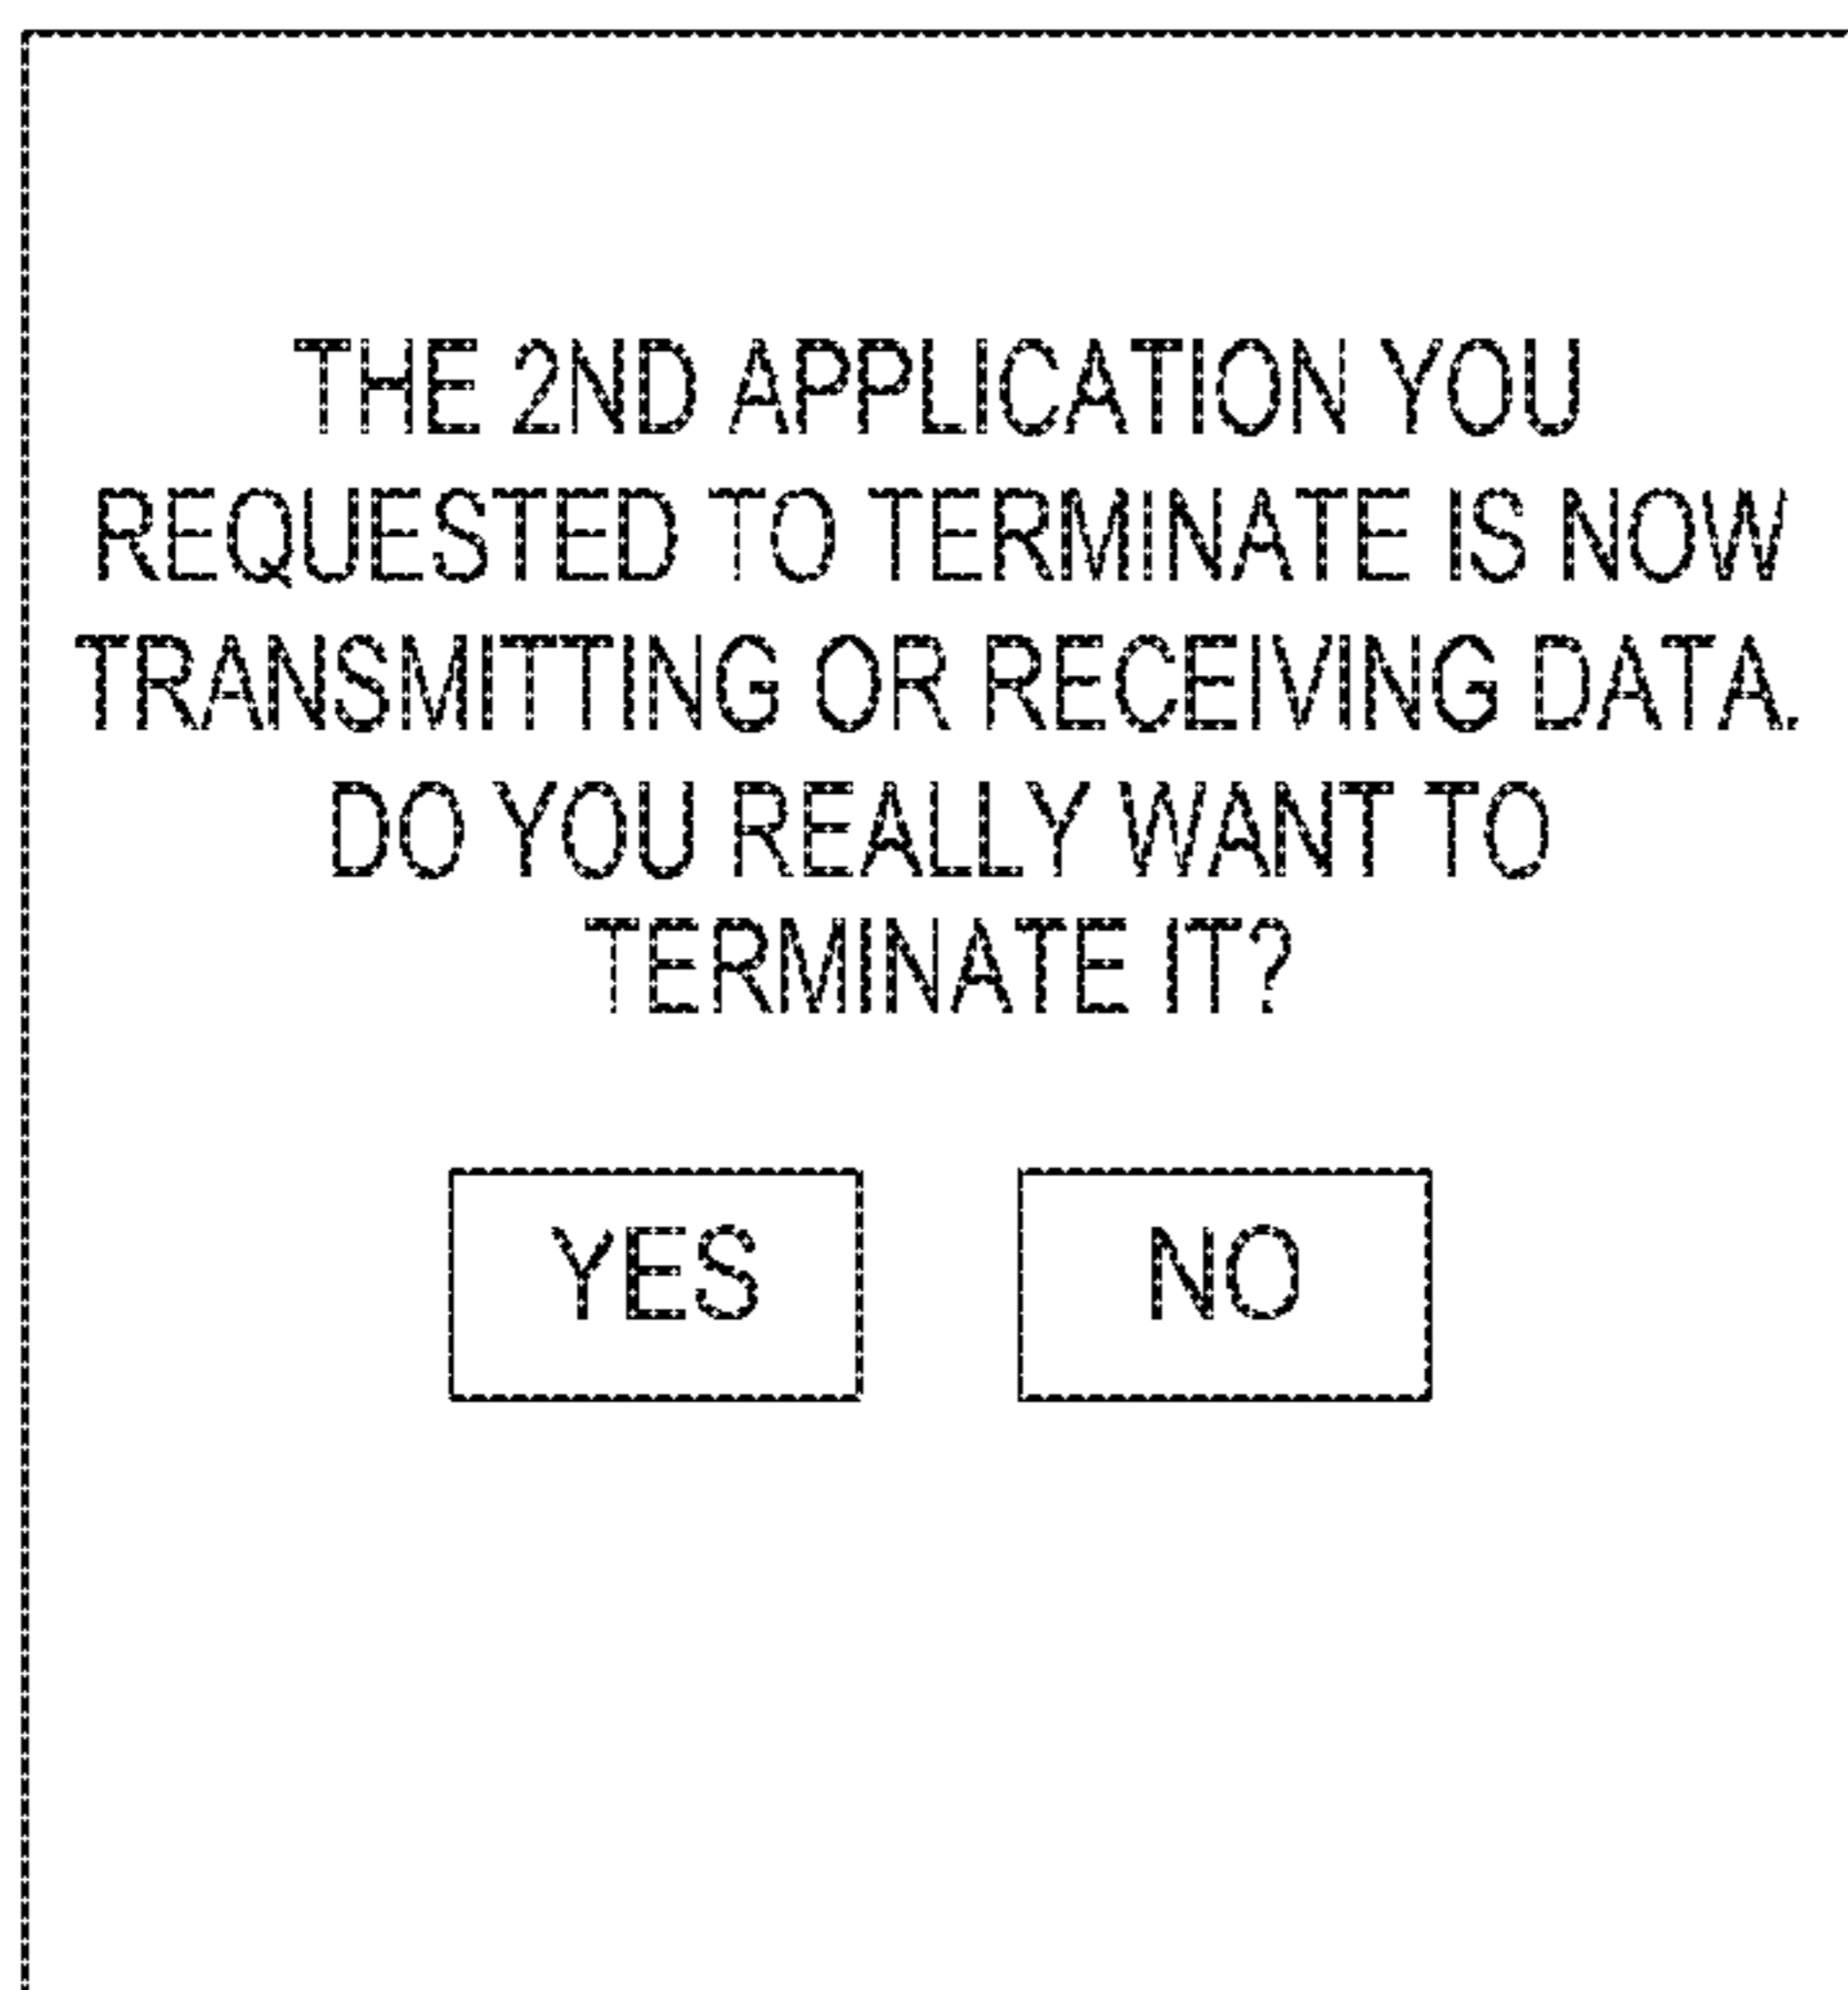 THE 2ND APPLICATION YOU
REQUESTED TO TERMINATE IS NOW
TRANSMITTING OR RECEIVING DATA.
DO YOU REALLY WANT TO
TERMINATE IT?
YES NO